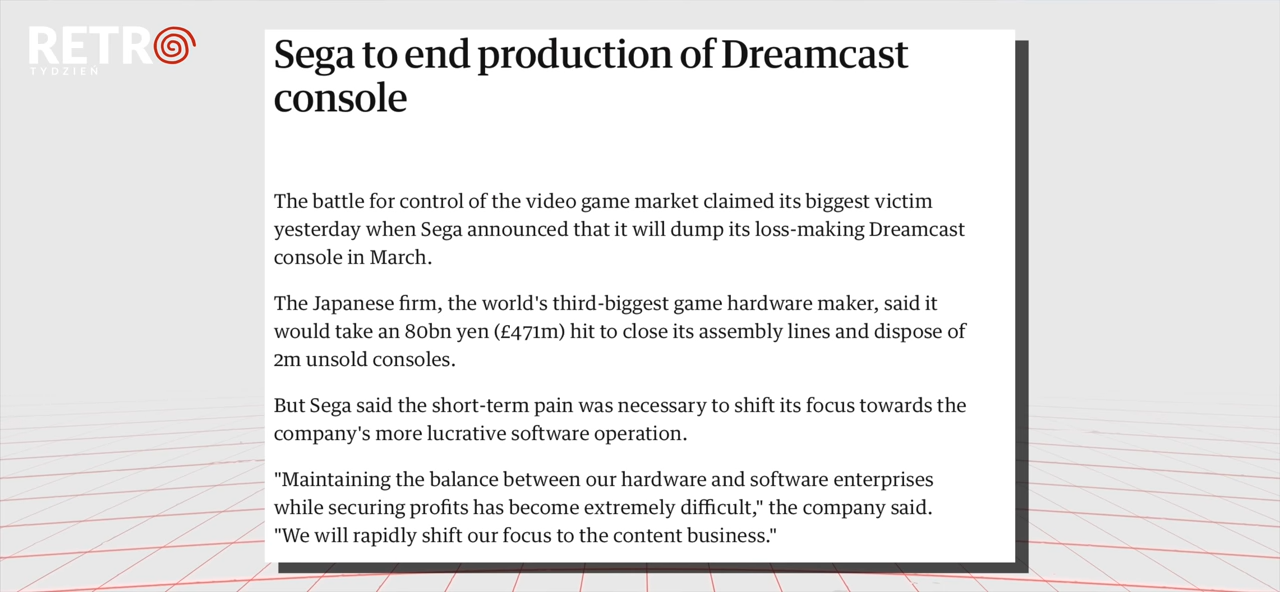 RETRO
TYDZIEŃ
Sega to end production of Dreamcast
console
The battle for control of the video game market claimed its biggest victim
yesterday when Sega announced that it will dump its loss-making Dreamcast
console in March.
The Japanese firm, the world's third-biggest game hardware maker, said it
would take an 80bn yen (£471m) hit to close its assembly lines and dispose of
2m unsold consoles.
But Sega said the short-term pain was necessary to shift its focus towards the
company's more lucrative software operation.
"Maintaining the balance between our hardware and software enterprises
while securing profits has become extremely difficult," the company said.
"We will rapidly shift our focus to the content business."